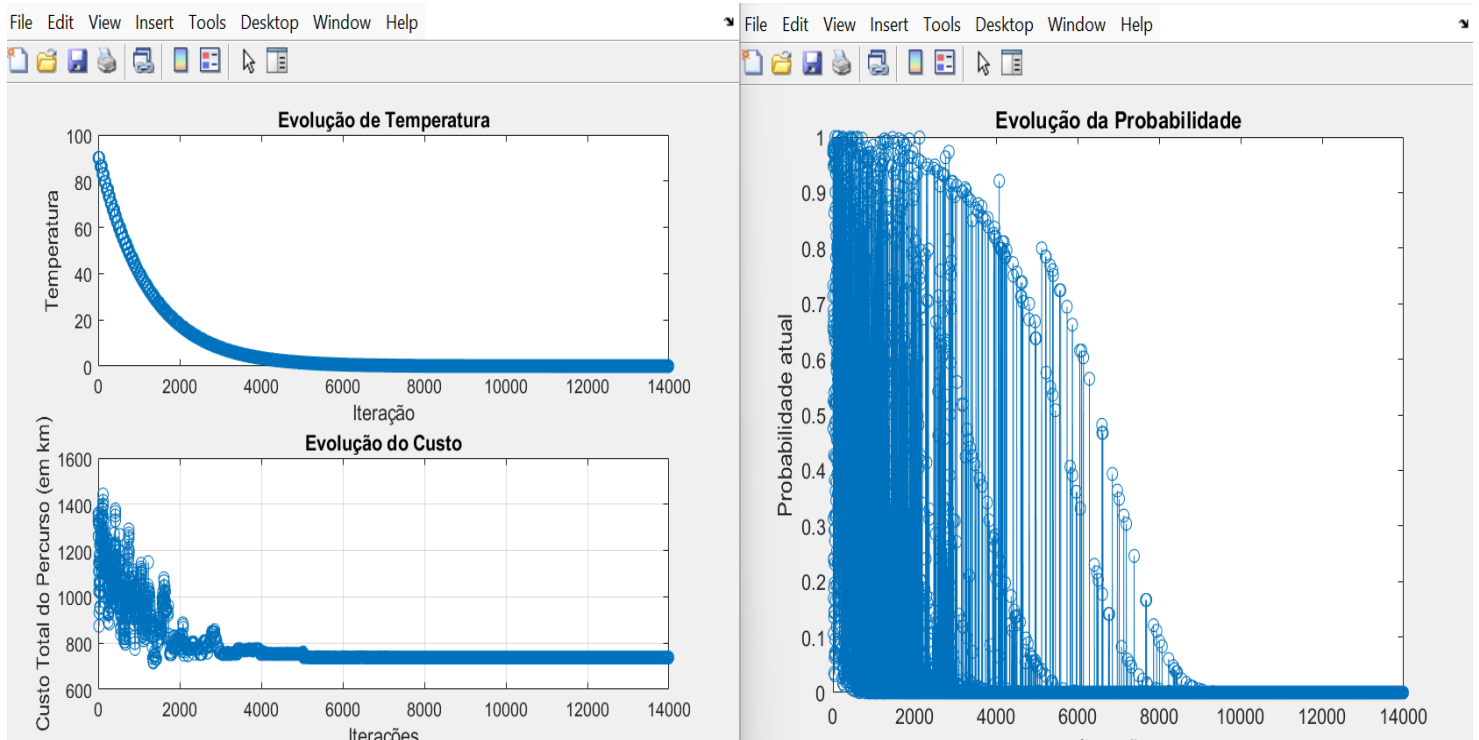 File Edit View Insert Tools Desktop Window Help
Evolução de Temperatura
Temperatura
100
80
60
40
20
0
0 2000 4000 6000 8000 10000 12000 14000
Iteração
Evolução do Custo
Custo Total do Percurso (em km)
1600
1400
1200
1000
800
600
0 2000 4000 6000 8000 10000 12000 14000
Iterações
File Edit View Insert Tools Desktop Window Help
Evolução da Probabilidade
Probabilidade atual
1
0.9
0.8
0.7
0.6
0.5
0.4
0.3
0.2
0.1
0
0 2000 4000 6000 8000 10000 12000 14000